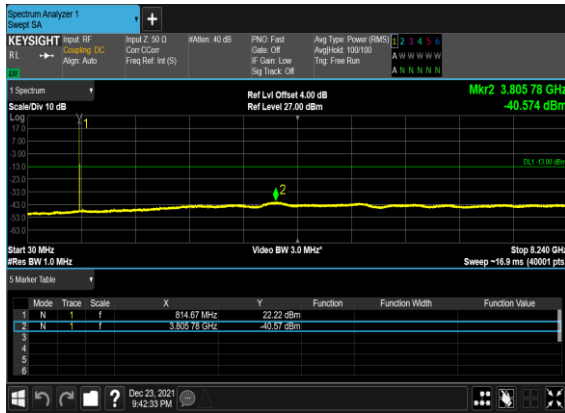 Spectrum Analyzer 1
Swept SA
+
KEYSIGHT Input: RF Input Z: 50 Ω #Atten: 40 dB PNO: Fast Avg Type: Power (RMS) 1 2 3 4 5 6
RL Coupling: DC Corr CCorr Gate: Off Avg|Hold: 100/100 A W W W W W
Align: Auto Freq Ref: Int (S) IF Gain: Low Trig: Free Run
LXI Sig Track: Off A N N N N N
1 Spectrum Ref Lvl Offset 4.00 dB Mkr2 3.805 78 GHz
Scale/Div 10 dB Ref Level 27.00 dBm -40.574 dBm
Log
17.0
7.00
-3.00
-13.0
-23.0
-33.0
-43.0
-53.0
-63.0
1
DL1 -13.00 dBm
2
Start 30 MHz Video BW 3.0 MHz* Stop 8.240 GHz
#Res BW 1.0 MHz Sweep ~16.9 ms (40001 pts)
5 Marker Table
Mode Trace Scale X Y Function Function Width Function Value
1 N 1 f 814.67 MHz 22.22 dBm
2 N 1 f 3.805 78 GHz -40.57 dBm
3
4
5
6
? Dec 23, 2021
9:42:33 PM